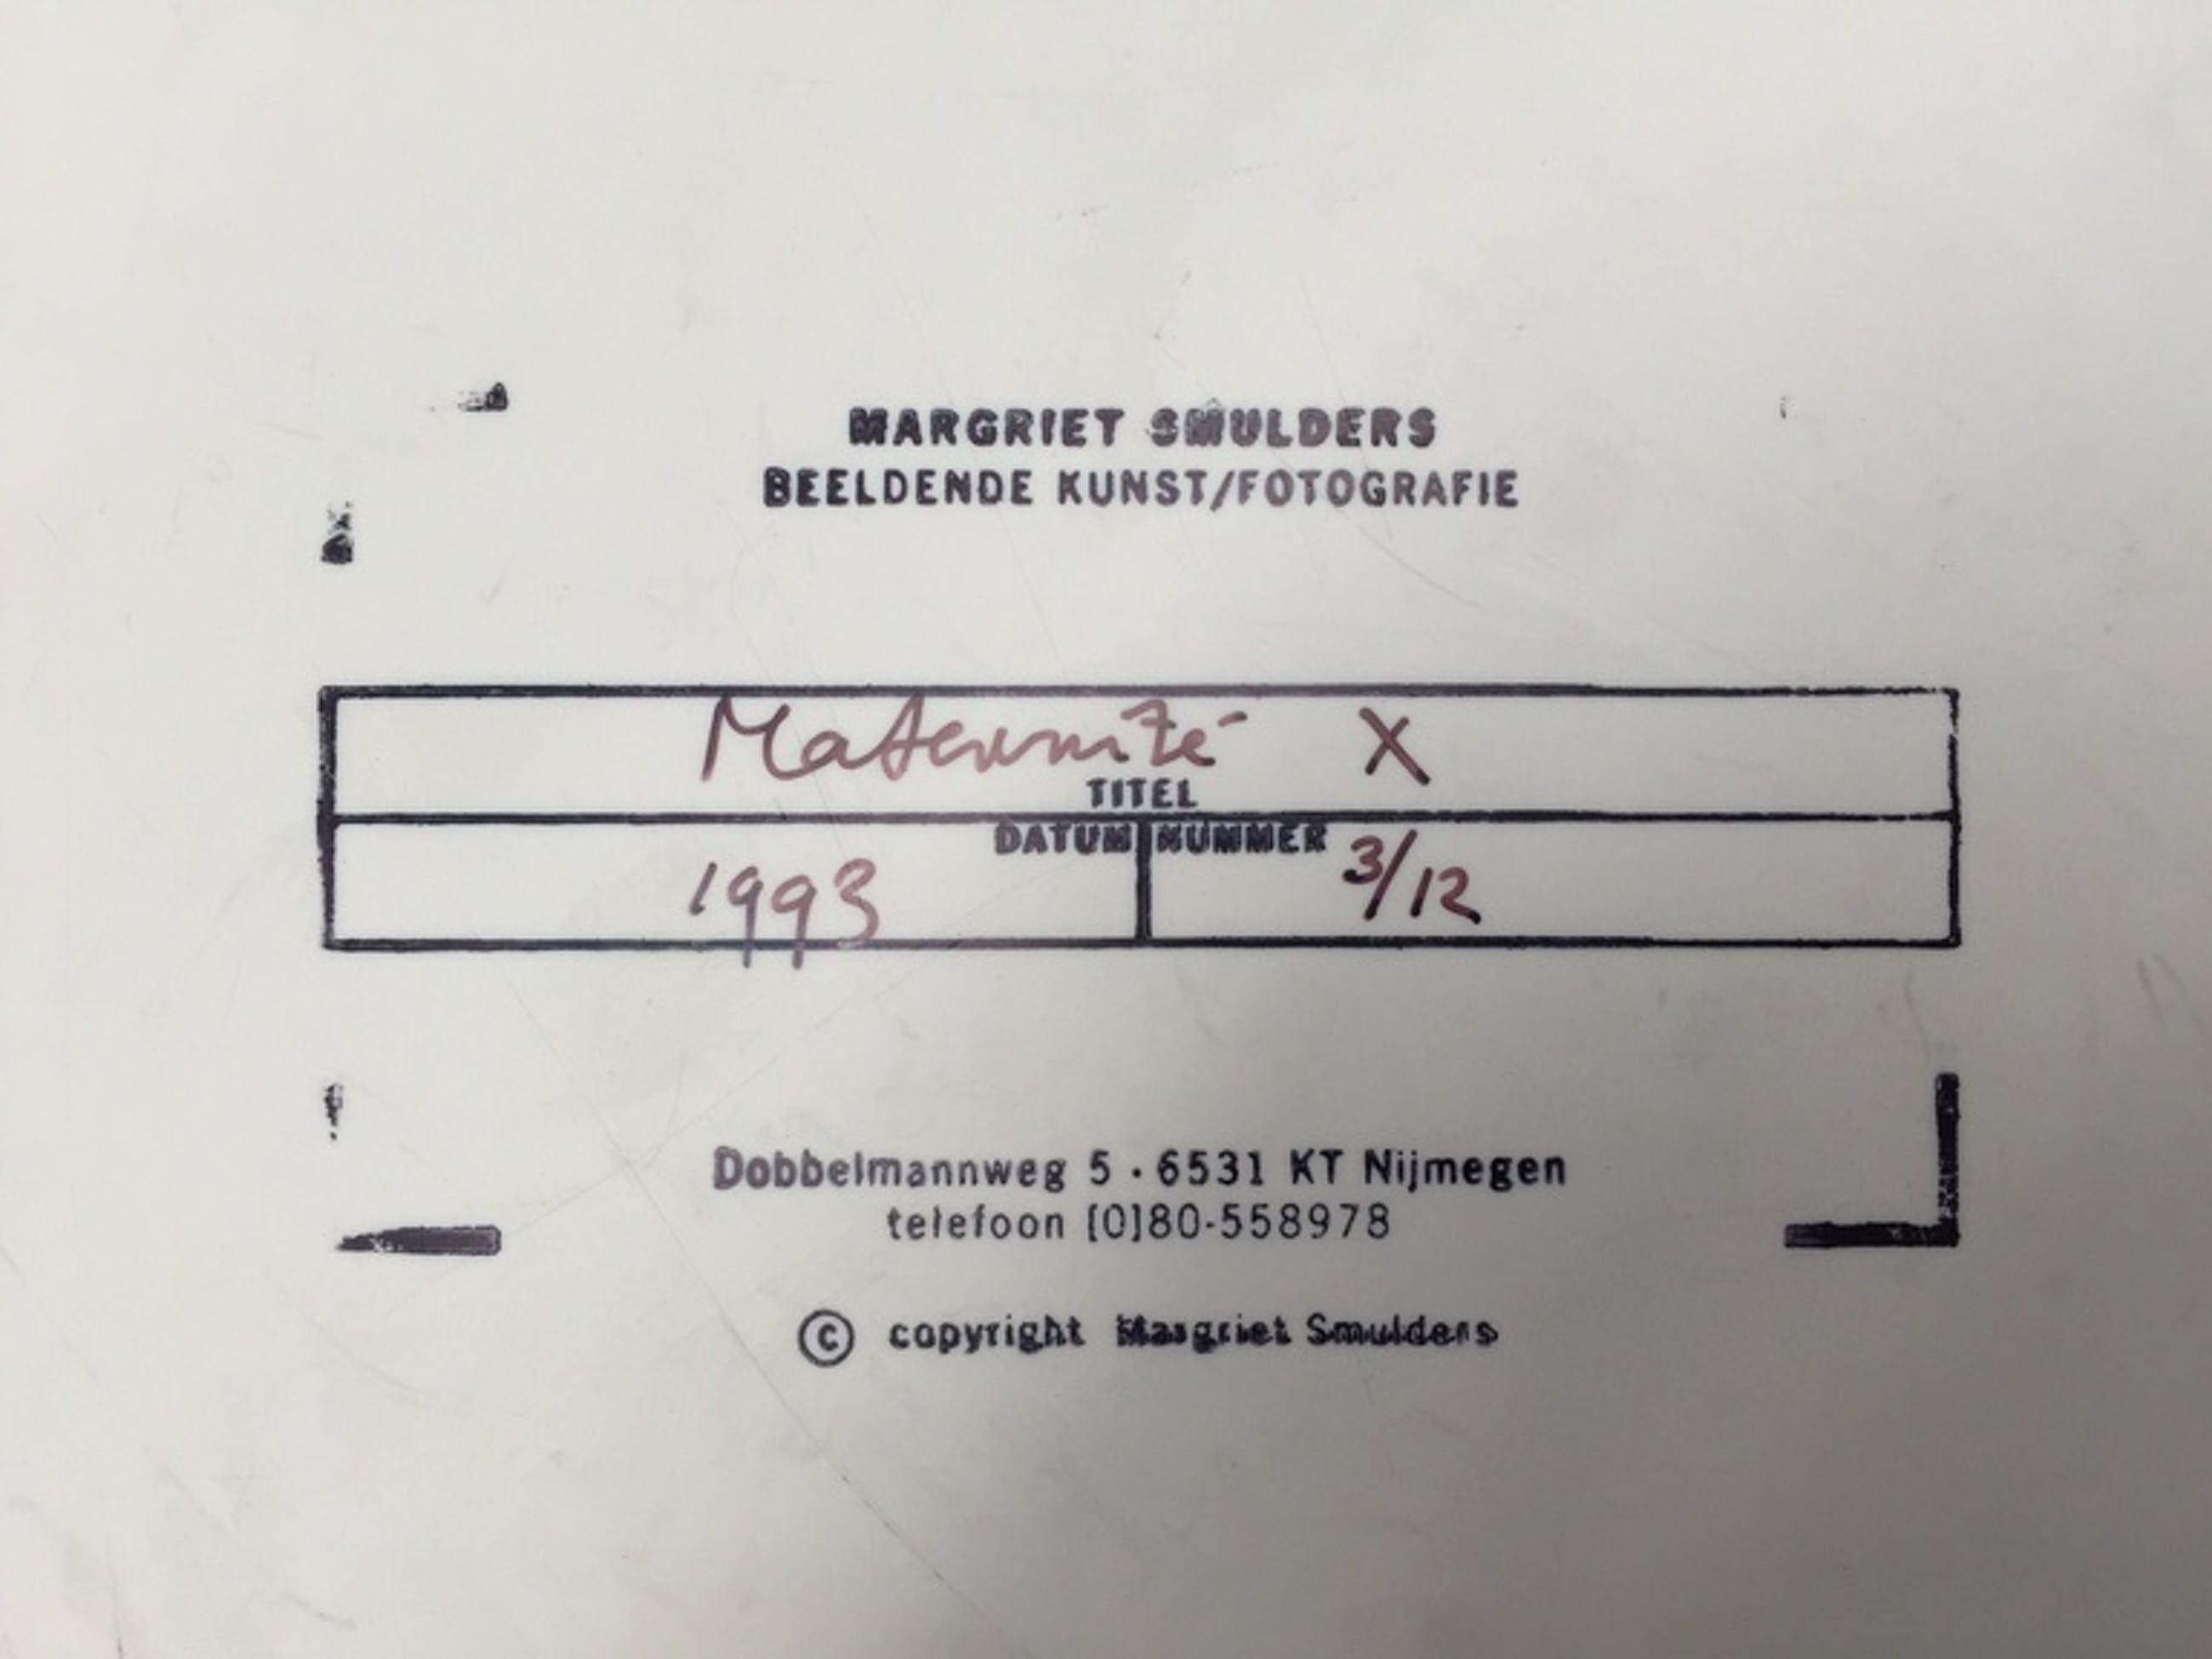 MARGRIET SMULDERS
BEELDENDE KUNST/FOTOGRAFIE
Maternité X
TITEL
DATUM NUMMER
1993 3/12
Dobbelmannweg 5 · 6531 KT Nijmegen
telefoon [0]80-558978
© copyright Margriet Smulders